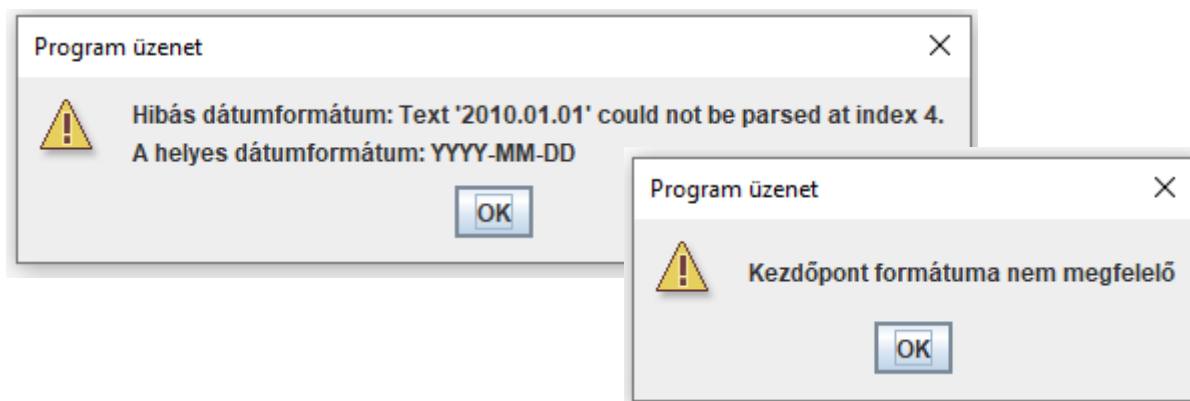 Program üzenet
Hibás dátumformátum: Text '2010.01.01' could not be parsed at index 4.
A helyes dátumformátum: YYYY-MM-DD
OK
Program üzenet
Kezdőpont formátuma nem megfelelő
OK